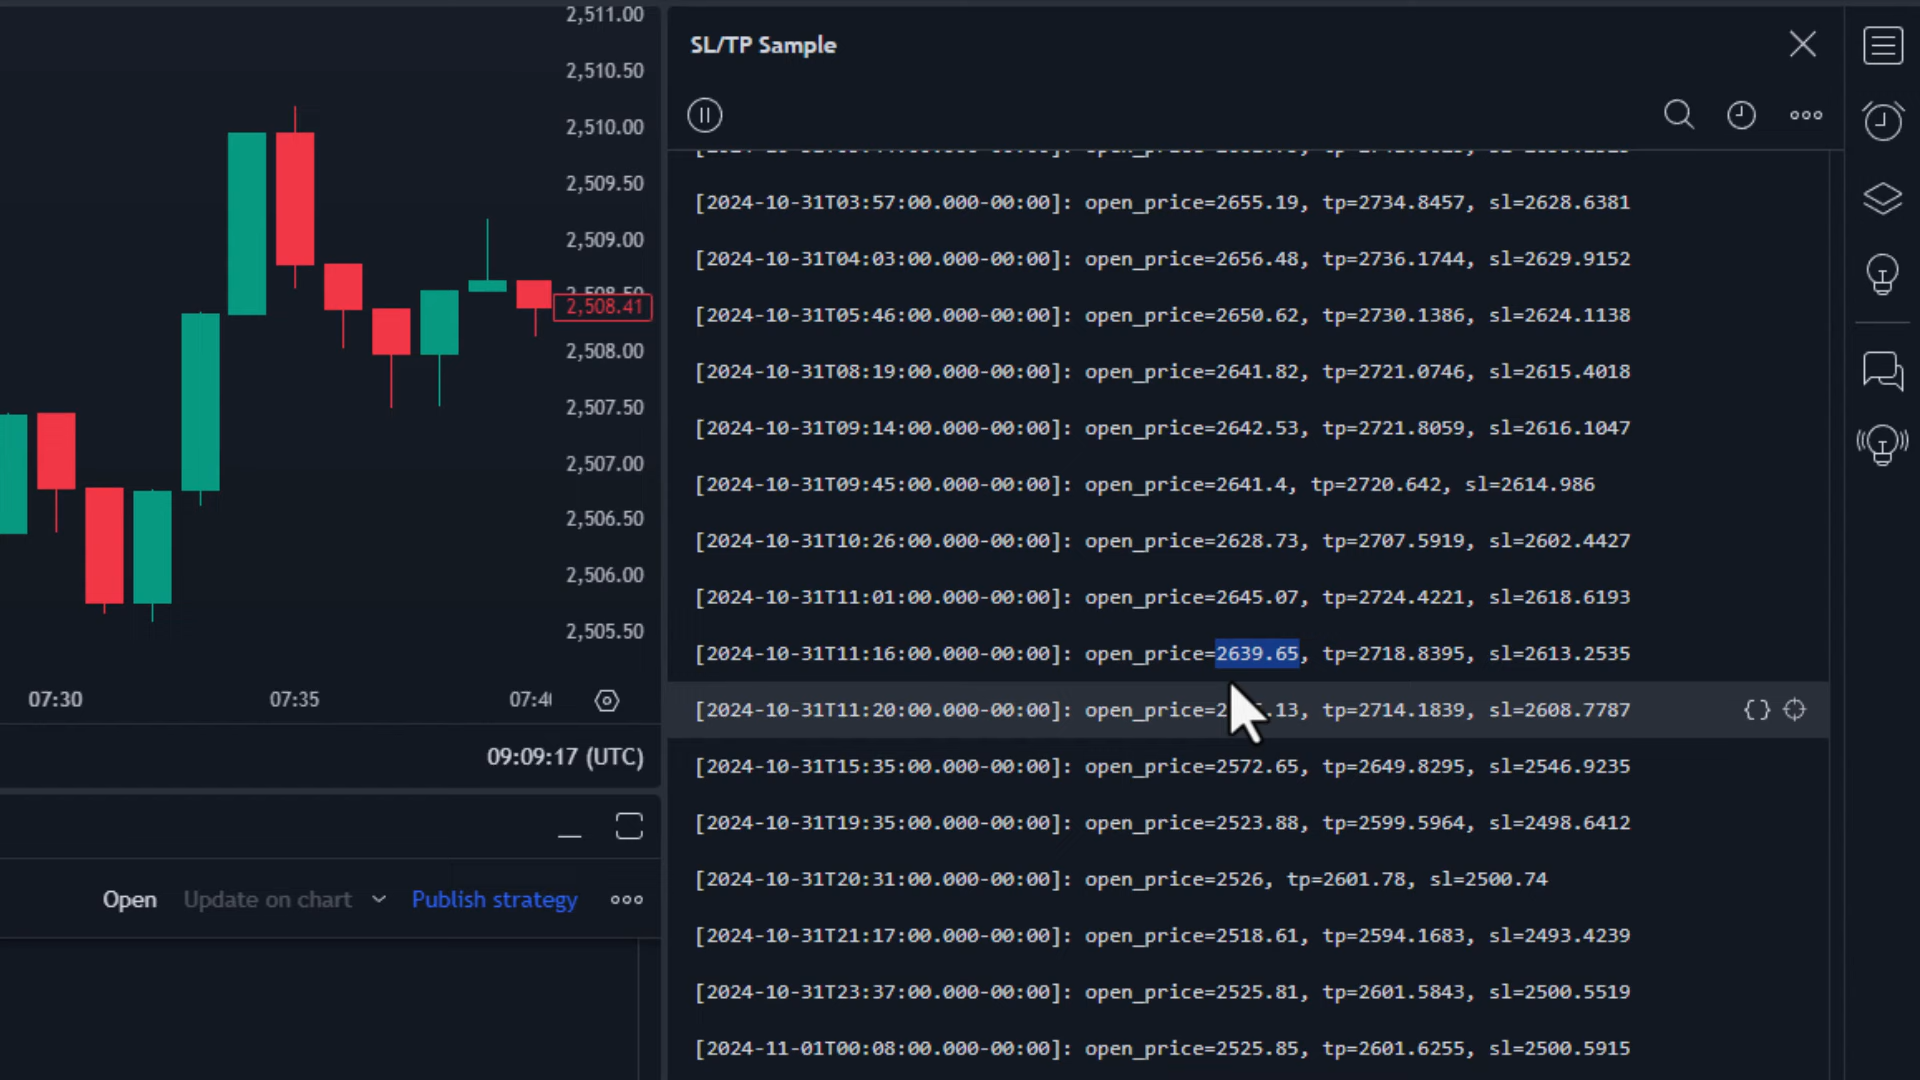 2,511.00
2,510.50
2,510.00
2,509.50
2,509.00
2,508.41
2,508.00
2,507.50
2,507.00
2,506.50
2,506.00
2,505.50
07:30 07:35
09:09:17 (UTC)
Open Update on chart Publish strategy
SL/TP Sample
[2024-10-31T03:57:00.000-00:00]: open_price=2655.19, tp=2734.8457, sl=2628.6381
[2024-10-31T04:03:00.000-00:00]: open_price=2656.48, tp=2736.1744, sl=2629.9152
[2024-10-31T05:46:00.000-00:00]: open_price=2650.62, tp=2730.1386, sl=2624.1138
[2024-10-31T08:19:00.000-00:00]: open_price=2641.82, tp=2721.0746, sl=2615.4018
[2024-10-31T09:14:00.000-00:00]: open_price=2642.53, tp=2721.8059, sl=2616.1047
[2024-10-31T09:45:00.000-00:00]: open_price=2641.4, tp=2720.642, sl=2614.986
[2024-10-31T10:26:00.000-00:00]: open_price=2628.73, tp=2707.5919, sl=2602.4427
[2024-10-31T11:01:00.000-00:00]: open_price=2645.07, tp=2724.4221, sl=2618.6193
[2024-10-31T11:16:00.000-00:00]: open_price=2639.65, tp=2718.8395, sl=2613.2535
[2024-10-31T11:20:00.000-00:00]: tp=2714.1839, sl=2608.7787
[2024-10-31T15:35:00.000-00:00]: open_price=2572.65, tp=2649.8295, sl=2546.9235
[2024-10-31T19:35:00.000-00:00]: open_price=2523.88, tp=2599.5964, sl=2498.6412
[2024-10-31T20:31:00.000-00:00]: open_price=2526, tp=2601.78, sl=2500.74
[2024-10-31T21:17:00.000-00:00]: open_price=2518.61, tp=2594.1683, sl=2493.4239
[2024-10-31T23:37:00.000-00:00]: open_price=2525.81, tp=2601.5843, sl=2500.5519
[2024-11-01T00:08:00.000-00:00]: open_price=2525.85, tp=2601.6255, sl=2500.5915